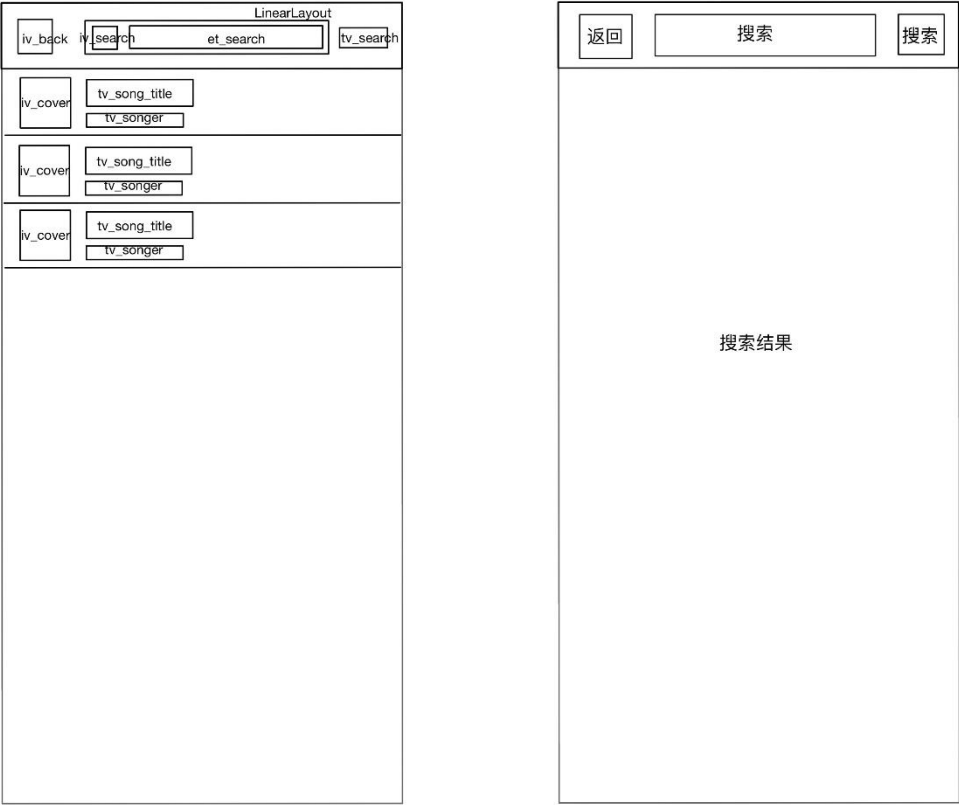 LinearLayout
iv_back
iv_search
et_search
tv_search
iv_cover
tv_song_title
tv_songer
iv_cover
tv_song_title
tv_songer
iv_cover
tv_song_title
tv_songer
返回
搜索
搜索
搜索结果